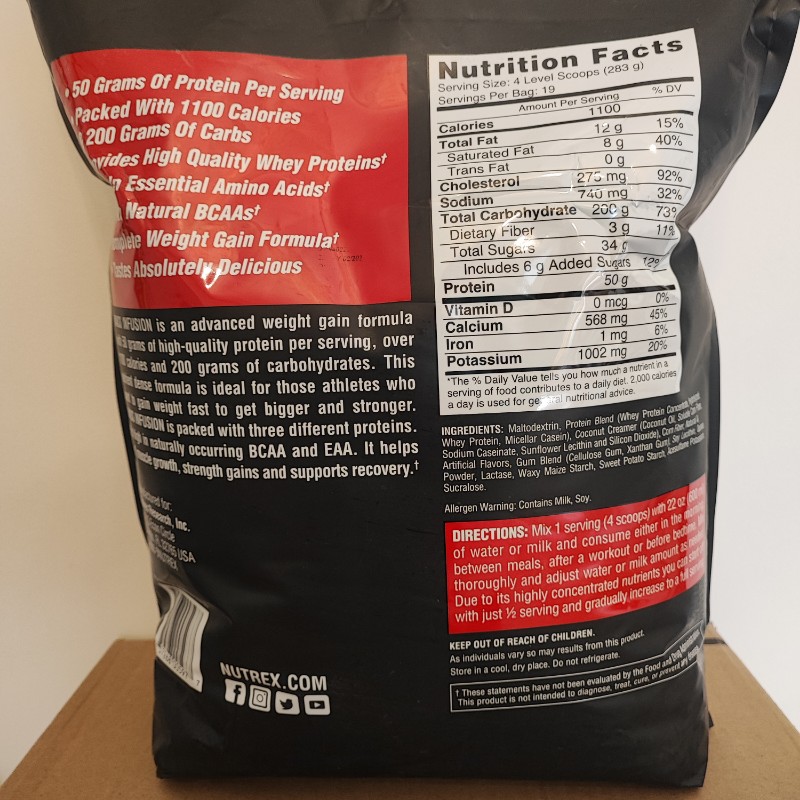 • 50 Grams Of Protein Per Serving
Packed With 1100 Calories
200 Grams Of Carbs
High Quality Whey Proteins†
Essential Amino Acids†
Natural BCAAs†
Weight Gain Formula†
Absolutely Delicious
INFUSION is an advanced weight gain formula
grams of high-quality protein per serving, over
calories and 200 grams of carbohydrates. This
dense formula is ideal for those athletes who
gain weight fast to get bigger and stronger.
INFUSION is packed with three different proteins.
in naturally occurring BCAA and EAA. It helps
growth, strength gains and supports recovery.†
for:
Research, Inc.
Circle
USA
NUTREX.COM
Nutrition Facts
Serving Size: 4 Level Scoops (283 g)
Servings Per Bag: 19
Amount Per Serving % DV
Calories 1100
Total Fat 12 g 15%
Saturated Fat 8 g 40%
Trans Fat 0 g
Cholesterol 275 mg 92%
Sodium 740 mg 32%
Total Carbohydrate 200 g 73%
Dietary Fiber 3 g 11%
Total Sugars 34 g
Includes 6 g Added Sugars 12%
Protein 50 g
Vitamin D 0 mcg 0%
Calcium 568 mg 45%
Iron 1 mg 6%
Potassium 1002 mg 20%
*The % Daily Value tells you how much a nutrient in a
serving of food contributes to a daily diet. 2,000 calories
a day is used for general nutritional advice.
INGREDIENTS: Maltodextrin, Protein Blend (Whey Protein
Whey Protein, Micellar Casein), Coconut Creamer (Coconut Oil,
Sodium Caseinate, Sunflower Lecithin and Silicon Dioxide),
Artificial Flavors, Gum Blend (Cellulose Gum, Xanthan Gum),
Powder, Lactase, Waxy Maize Starch, Sweet Potato Starch,
Sucralose.
Allergen Warning: Contains Milk, Soy.
DIRECTIONS: Mix 1 serving (4 scoops) with 22 oz
of water or milk and consume either in the
between meals, after a workout or before
thoroughly and adjust water or milk amount as
Due to its highly concentrated nutrients you can
with just ½ serving and gradually increase to a full
KEEP OUT OF REACH OF CHILDREN.
As individuals vary so may results from this product.
Store in a cool, dry place. Do not refrigerate.
† These statements have not been evaluated by the Food and Drug
This product is not intended to diagnose, treat, cure, or prevent any